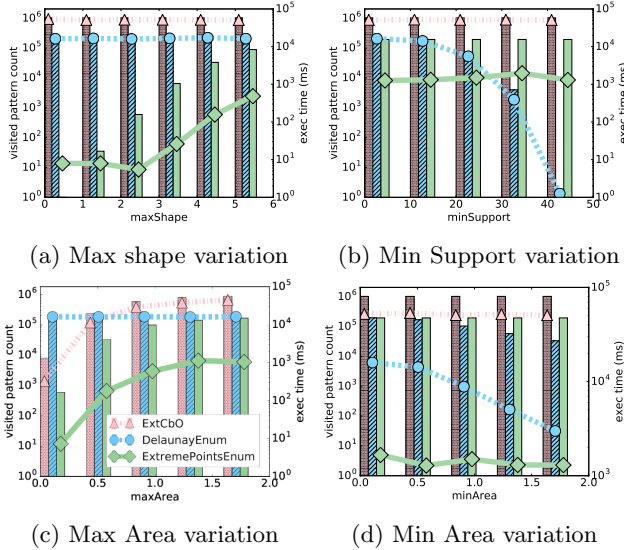 10^6
10^5
10^4
10^3
10^2
10^1
10^0
visited pattern count
0 1 2 3 4 5 6
maxShape
10^5
10^4
10^3
10^2
10^1
10^0
exec time (ms)
(a) Max shape variation
10^6
10^5
10^4
10^3
10^2
10^1
10^0
visited pattern count
0 10 20 30 40 50
minSupport
10^5
10^4
10^3
10^2
10^1
10^0
exec time (ms)
(b) Min Support variation
10^6
10^5
10^4
10^3
10^2
10^1
10^0
visited pattern count
0.0 0.5 1.0 1.5 2.0
maxArea
10^5
10^4
10^3
10^2
10^1
10^0
exec time (ms)
ExtCbO
DelaunayEnum
ExtremePointsEnum
(c) Max Area variation
10^6
10^5
10^4
10^3
10^2
10^1
10^0
visited pattern count
0.0 0.5 1.0 1.5 2.0
minArea
10^5
10^4
10^3
exec time (ms)
(d) Min Area variation